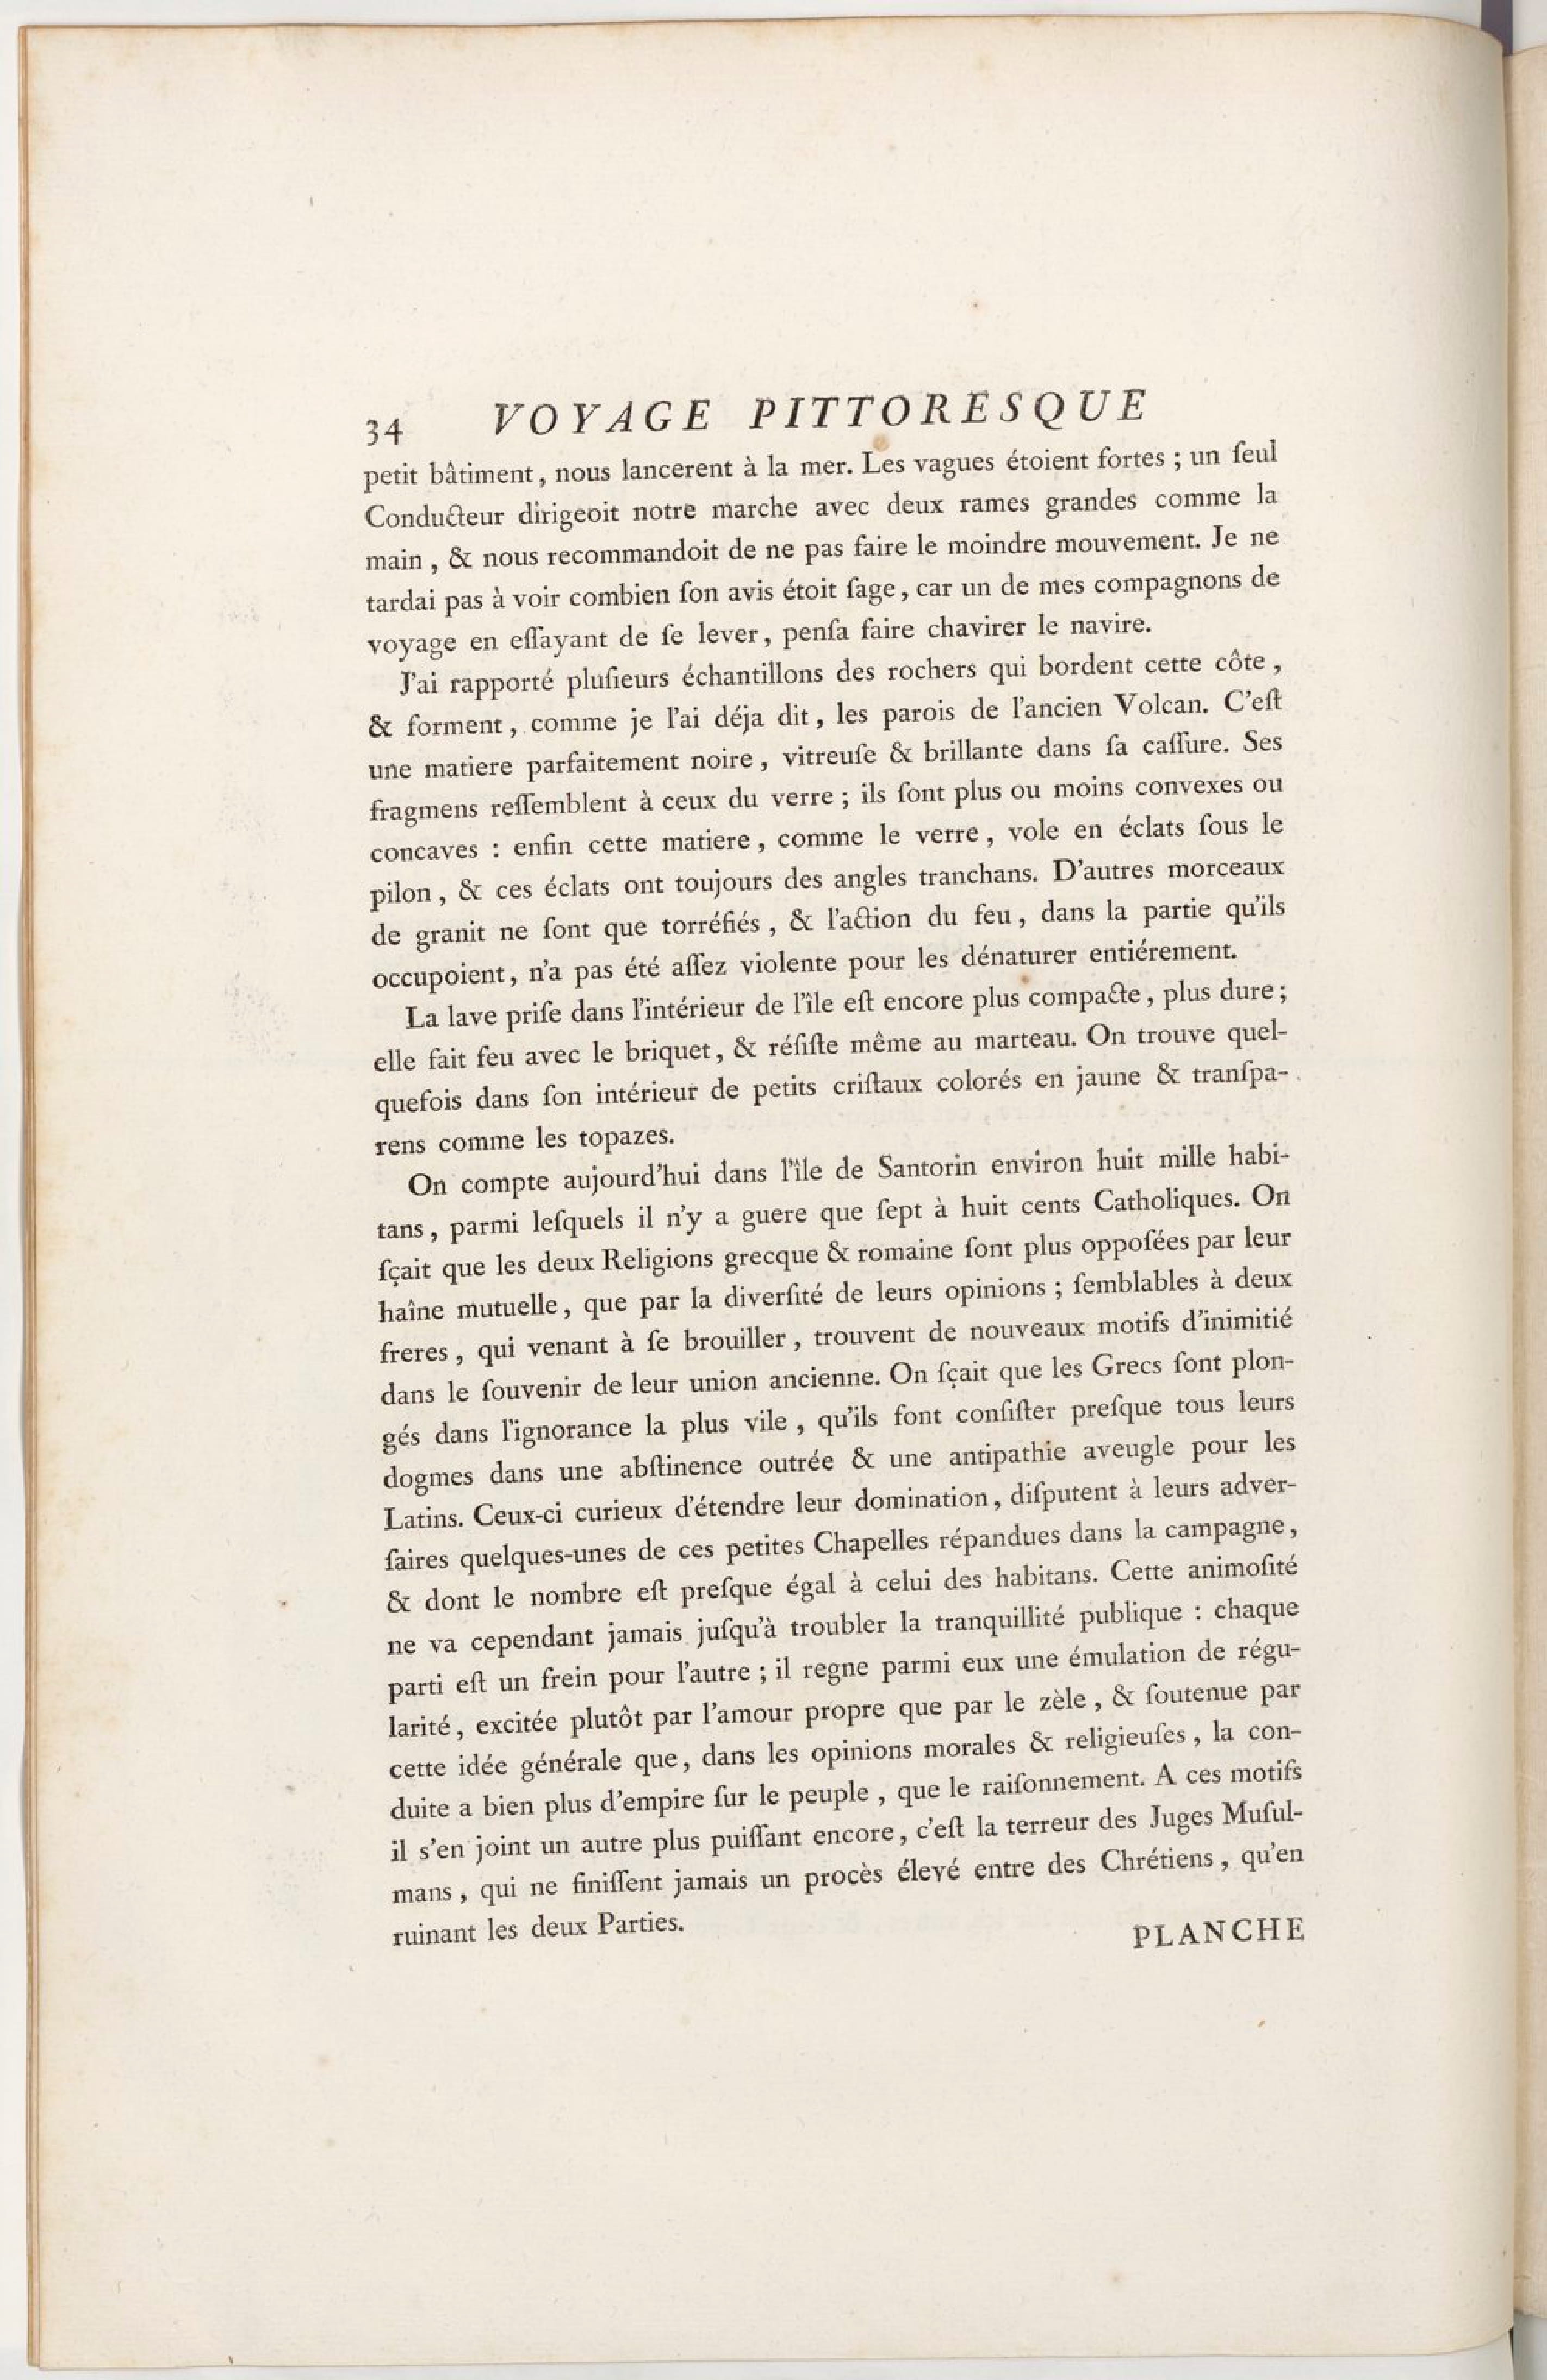 34 VOYAGE PITTORESQUE
petit bâtiment, nous lancerent à la mer. Les vagues étoient fortes ; un ſeul
Conducteur dirigeoit notre marche avec deux rames grandes comme la
main , & nous recommandoit de ne pas faire le moindre mouvement. Je ne
tardai pas à voir combien ſon avis étoit ſage, car un de mes compagnons de
voyage en eſſayant de ſe lever, penſa faire chavirer le navire.
J'ai rapporté pluſieurs échantillons des rochers qui bordent cette côte ,
& forment , comme je l'ai déja dit, les parois de l'ancien Volcan. C'eſt
une matiere parfaitement noire , vitreuſe & brillante dans ſa caſſure. Ses
fragmens reſſemblent à ceux du verre ; ils ſont plus ou moins convexes ou
concaves : enfin cette matiere , comme le verre , vole en éclats ſous le
pilon , & ces éclats ont toujours des angles tranchans. D'autres morceaux
de granit ne ſont que torréfiés , & l'action du feu , dans la partie qu'ils
occupoient, n'a pas été aſſez violente pour les dénaturer entiérement.
La lave priſe dans l'intérieur de l'île eſt encore plus compacte, plus dure ;
elle fait feu avec le briquet, & réſiſte même au marteau. On trouve quel-
quefois dans ſon intérieur de petits criſtaux colorés en jaune & tranſpa-
rens comme les topazes.
On compte aujourd'hui dans l'île de Santorin environ huit mille habi-
tans , parmi leſquels il n'y a guere que ſept à huit cents Catholiques. On
ſçait que les deux Religions grecque & romaine ſont plus oppoſées par leur
haîne mutuelle, que par la diverſité de leurs opinions ; ſemblables à deux
freres , qui venant à ſe brouiller , trouvent de nouveaux motifs d'inimitié
dans le ſouvenir de leur union ancienne. On ſçait que les Grecs ſont plon-
gés dans l'ignorance la plus vile , qu'ils font conſiſter preſque tous leurs
dogmes dans une abſtinence outrée & une antipathie aveugle pour les
Latins. Ceux-ci curieux d'étendre leur domination, diſputent à leurs adver-
ſaires quelques-unes de ces petites Chapelles répandues dans la campagne,
& dont le nombre eſt preſque égal à celui des habitans. Cette animoſité
ne va cependant jamais juſqu'à troubler la tranquillité publique : chaque
parti eſt un frein pour l'autre ; il regne parmi eux une émulation de régu-
larité, excitée plutôt par l'amour propre que par le zèle , & ſoutenue par
cette idée générale que, dans les opinions morales & religieuſes , la con-
duite a bien plus d'empire ſur le peuple , que le raiſonnement. A ces motifs
il s'en joint un autre plus puiſſant encore, c'eſt la terreur des Juges Muſul-
mans , qui ne finiſſent jamais un procès élevé entre des Chrétiens , qu'en
ruinant les deux Parties.
PLANCHE